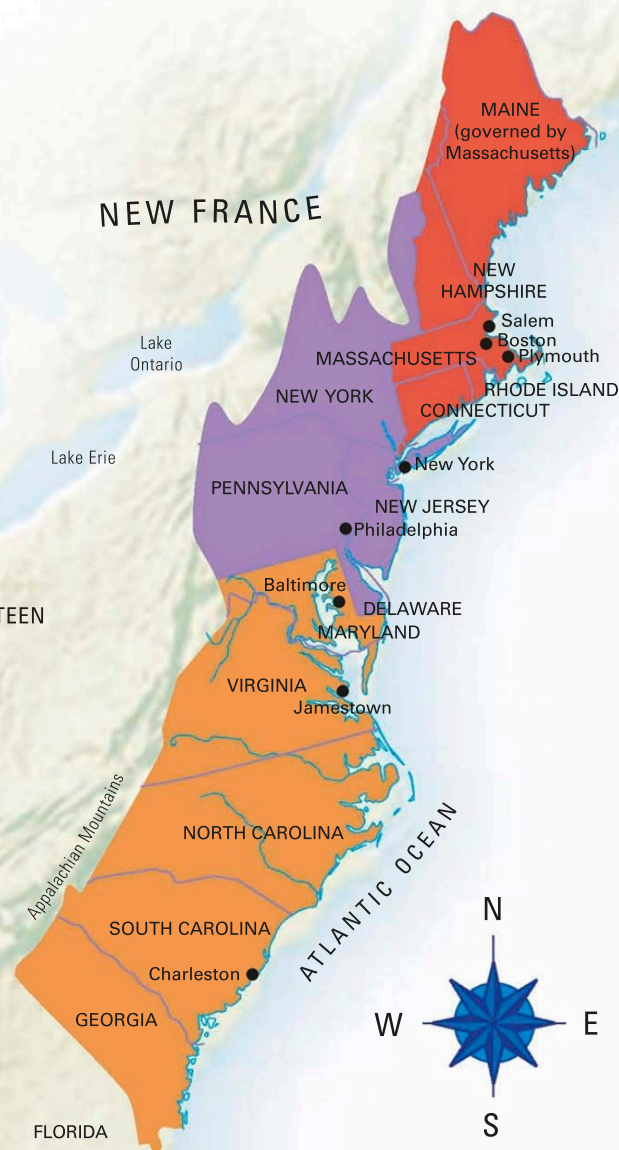 MAINE
(governed by
Massachusetts)
NEW FRANCE
NEW
HAMPSHIRE
Salem
Boston
Plymouth
Lake
Ontario
MASSACHUSETTS
RHODE ISLAND
NEW YORK
CONNECTICUT
Lake Erie
New York
PENNSYLVANIA
NEW JERSEY
Philadelphia
Baltimore
DELAWARE
TEEN
MARYLAND
VIRGINIA
Jamestown
Appalachian Mountains
NORTH CAROLINA
ATLANTIC OCEAN
SOUTH CAROLINA
Charleston
GEORGIA
FLORIDA
N
W
E
S